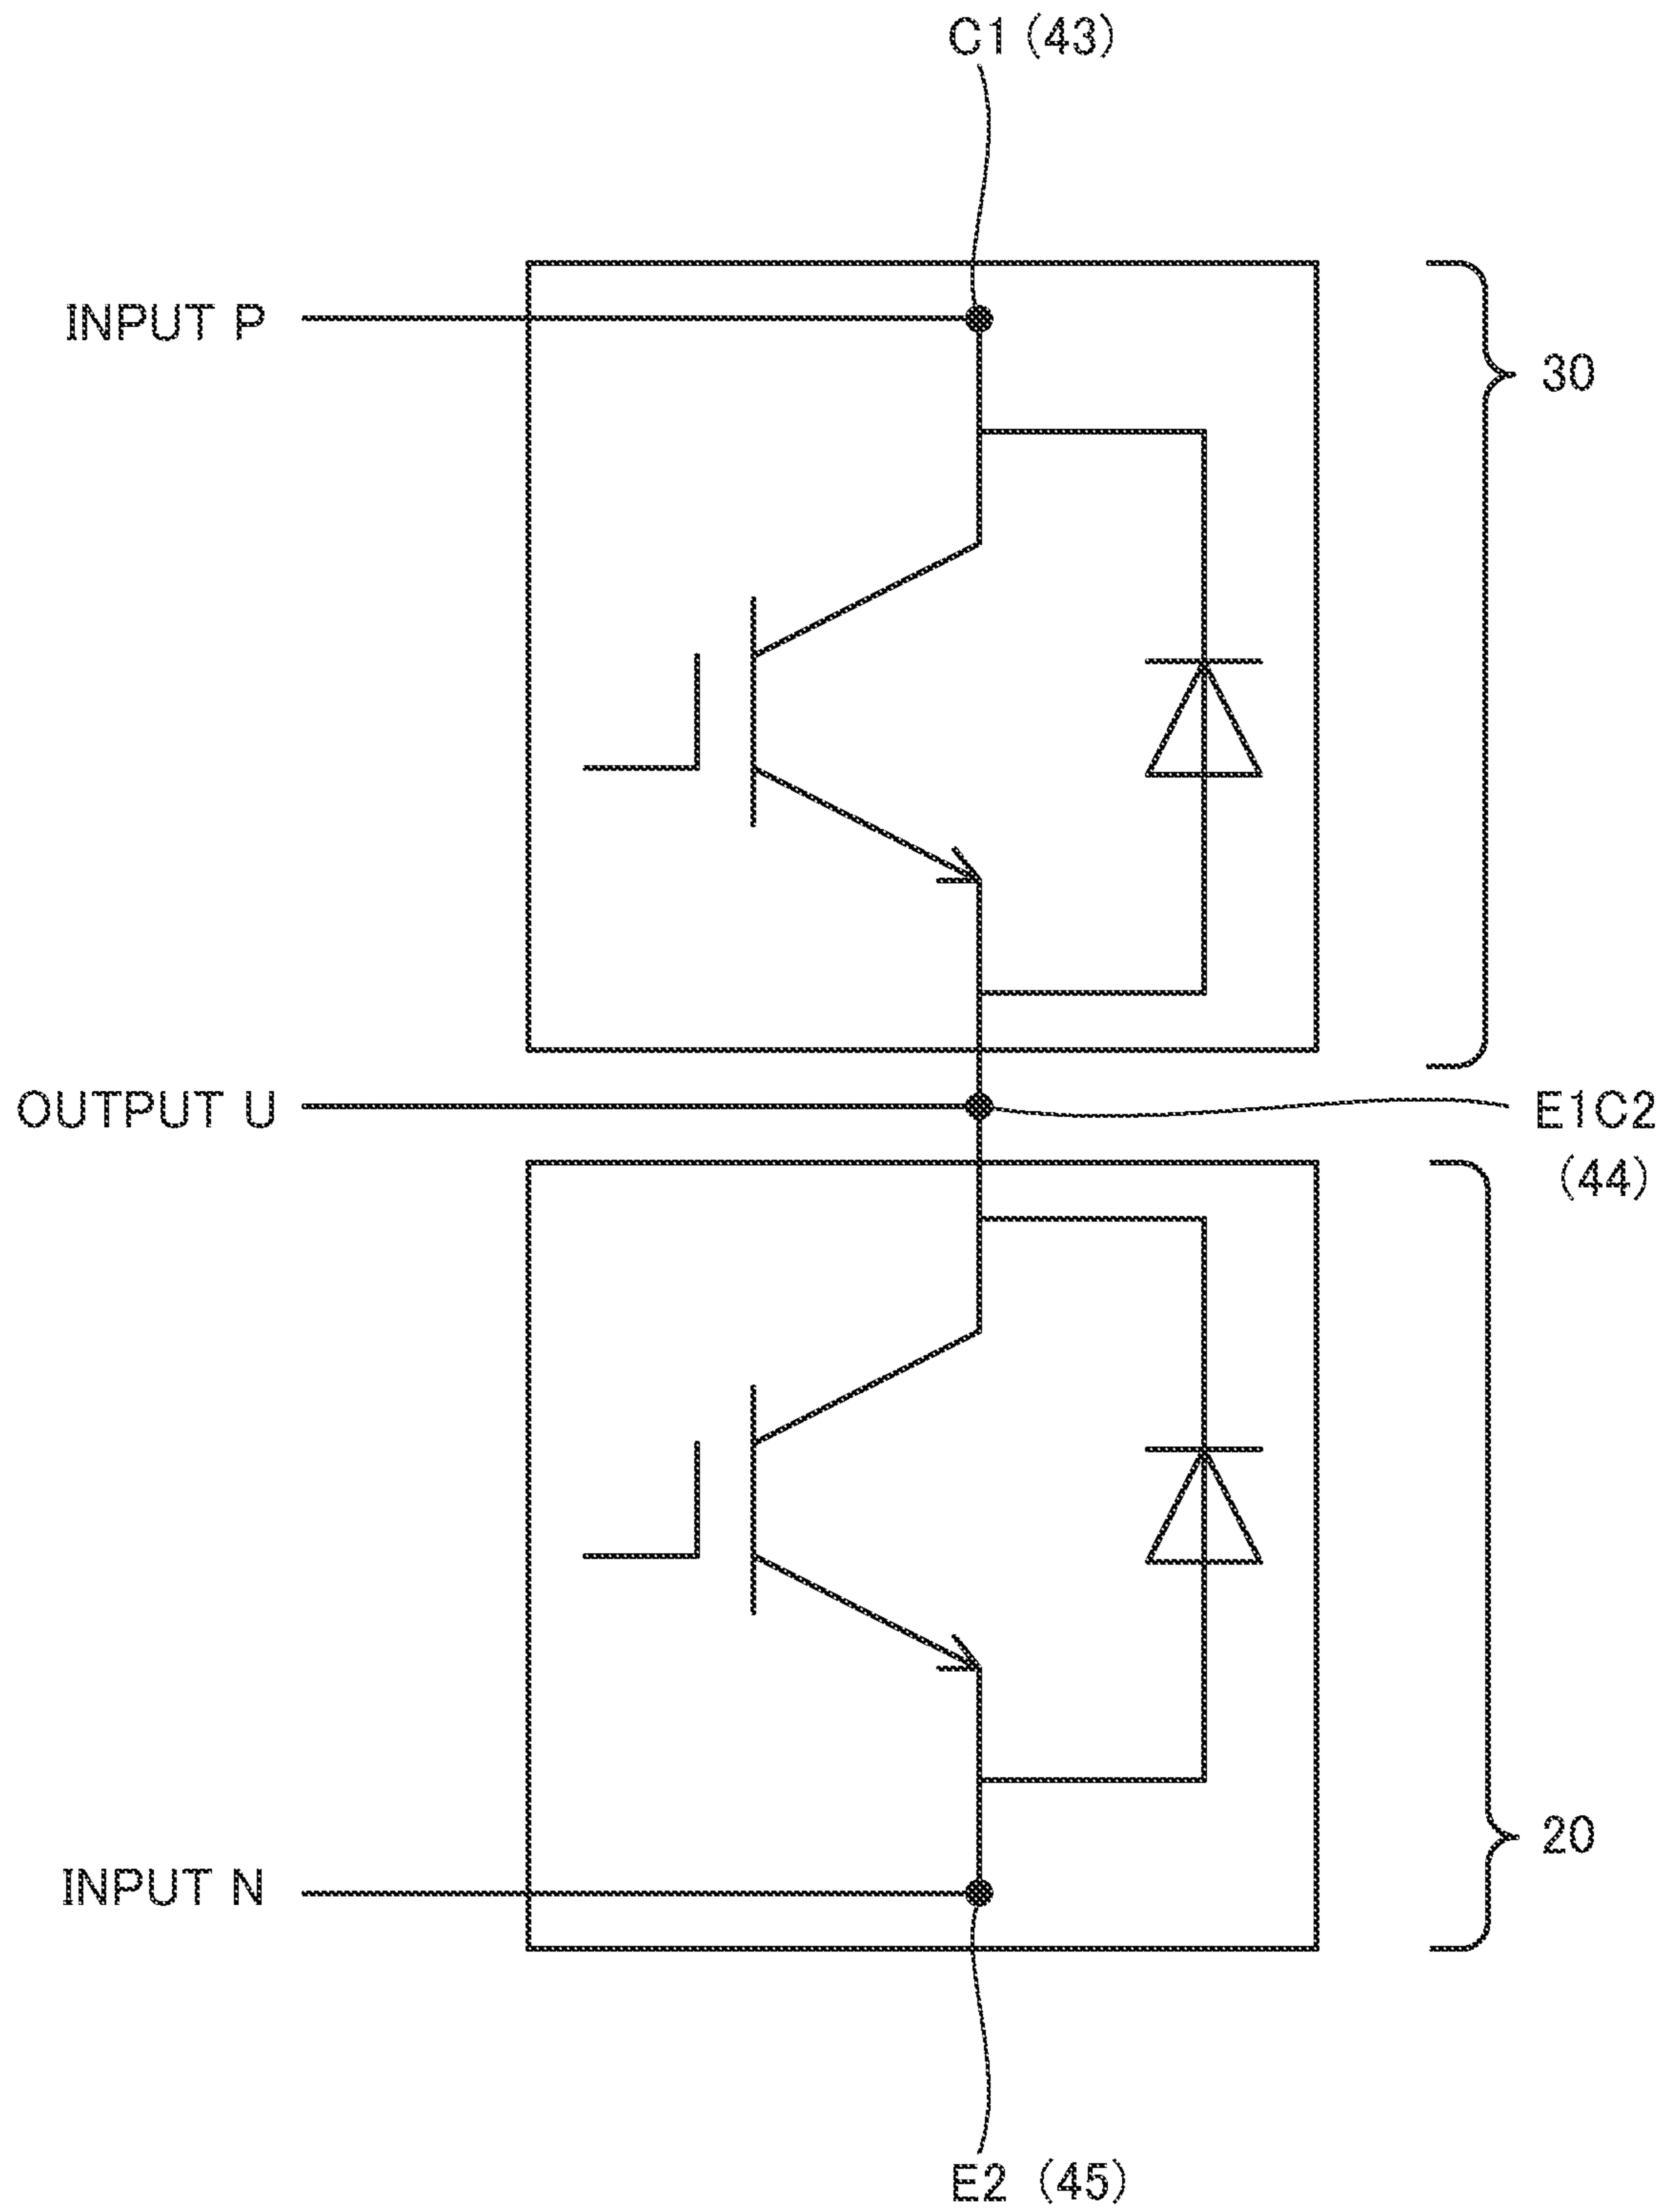 C1 (43)
INPUT P
30
OUTPUT U
E1C2
(44)
20
INPUT N
E2 (45)